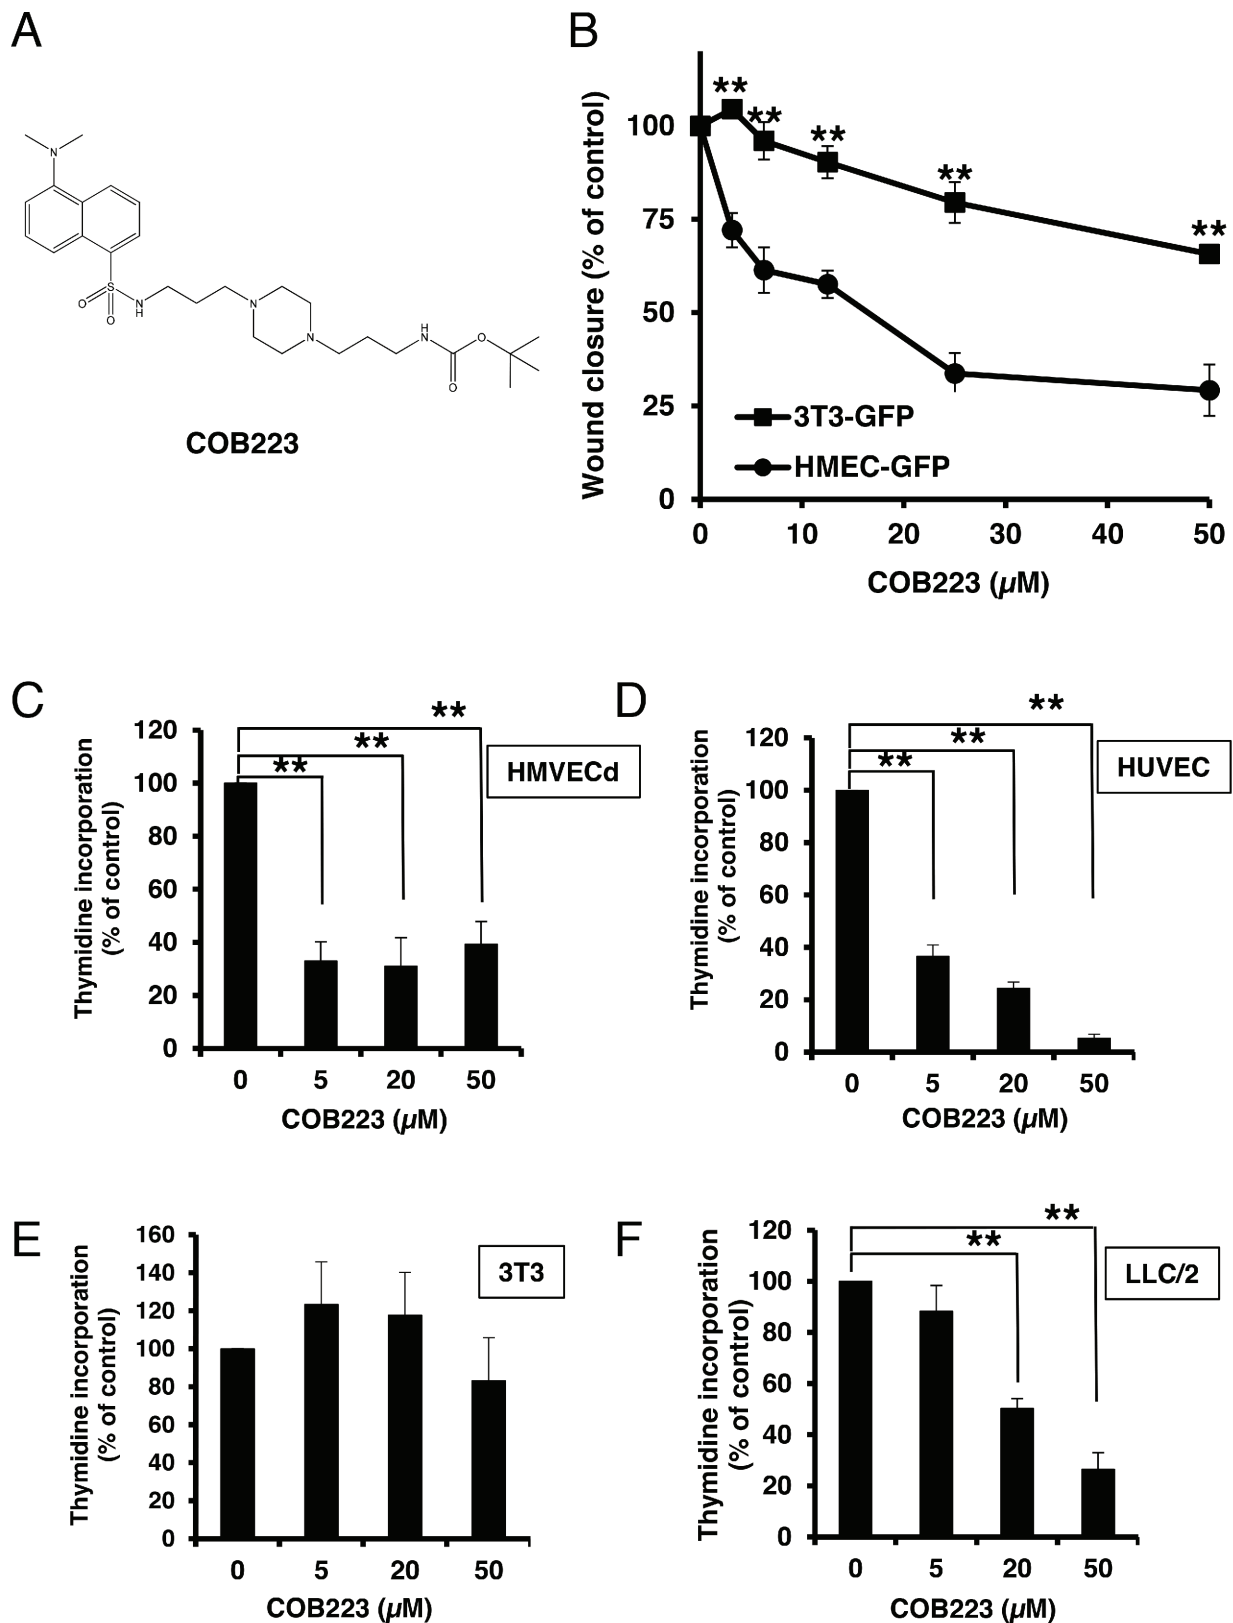 A
N
S
O
O
N
H
N
N
H
N
O
O
COB223
B
Wound closure (% of control)
100
75
50
25
0
**
**
**
**
**
3T3-GFP
HMEC-GFP
0 10 20 30 40 50
COB223 (µM)
C
Thymidine incorporation
(% of control)
120
100
80
60
40
20
0
**
**
**
HMVECd
0 5 20 50
COB223 (µM)
D
Thymidine incorporation
(% of control)
120
100
80
60
40
20
0
**
**
**
HUVEC
0 5 20 50
COB223 (µM)
E
Thymidine incorporation
(% of control)
160
140
120
100
80
60
40
20
0
3T3
0 5 20 50
COB223 (µM)
F
Thymidine incorporation
(% of control)
120
100
80
60
40
20
0
**
**
LLC/2
0 5 20 50
COB223 (µM)